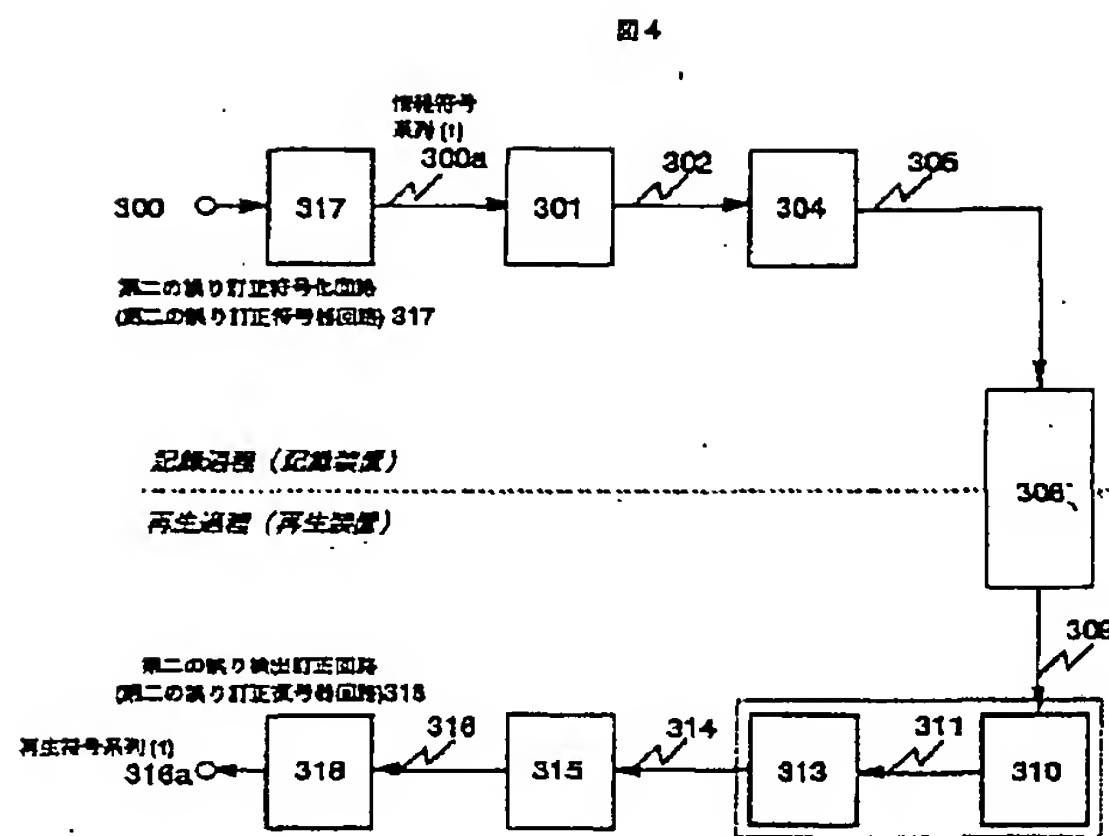 図4
情報符号
系列(1)
300a
302
305
300
317
301
304
第二の誤り訂正符号化回路
(第二の誤り訂正符号器回路) 317
記録過程 (記録装置)
308
再生過程 (再生装置)
309
第二の誤り検出訂正回路
(第二の誤り訂正復号器回路)318
再生符号系列(1)
316a
318
316
315
314
313
311
310